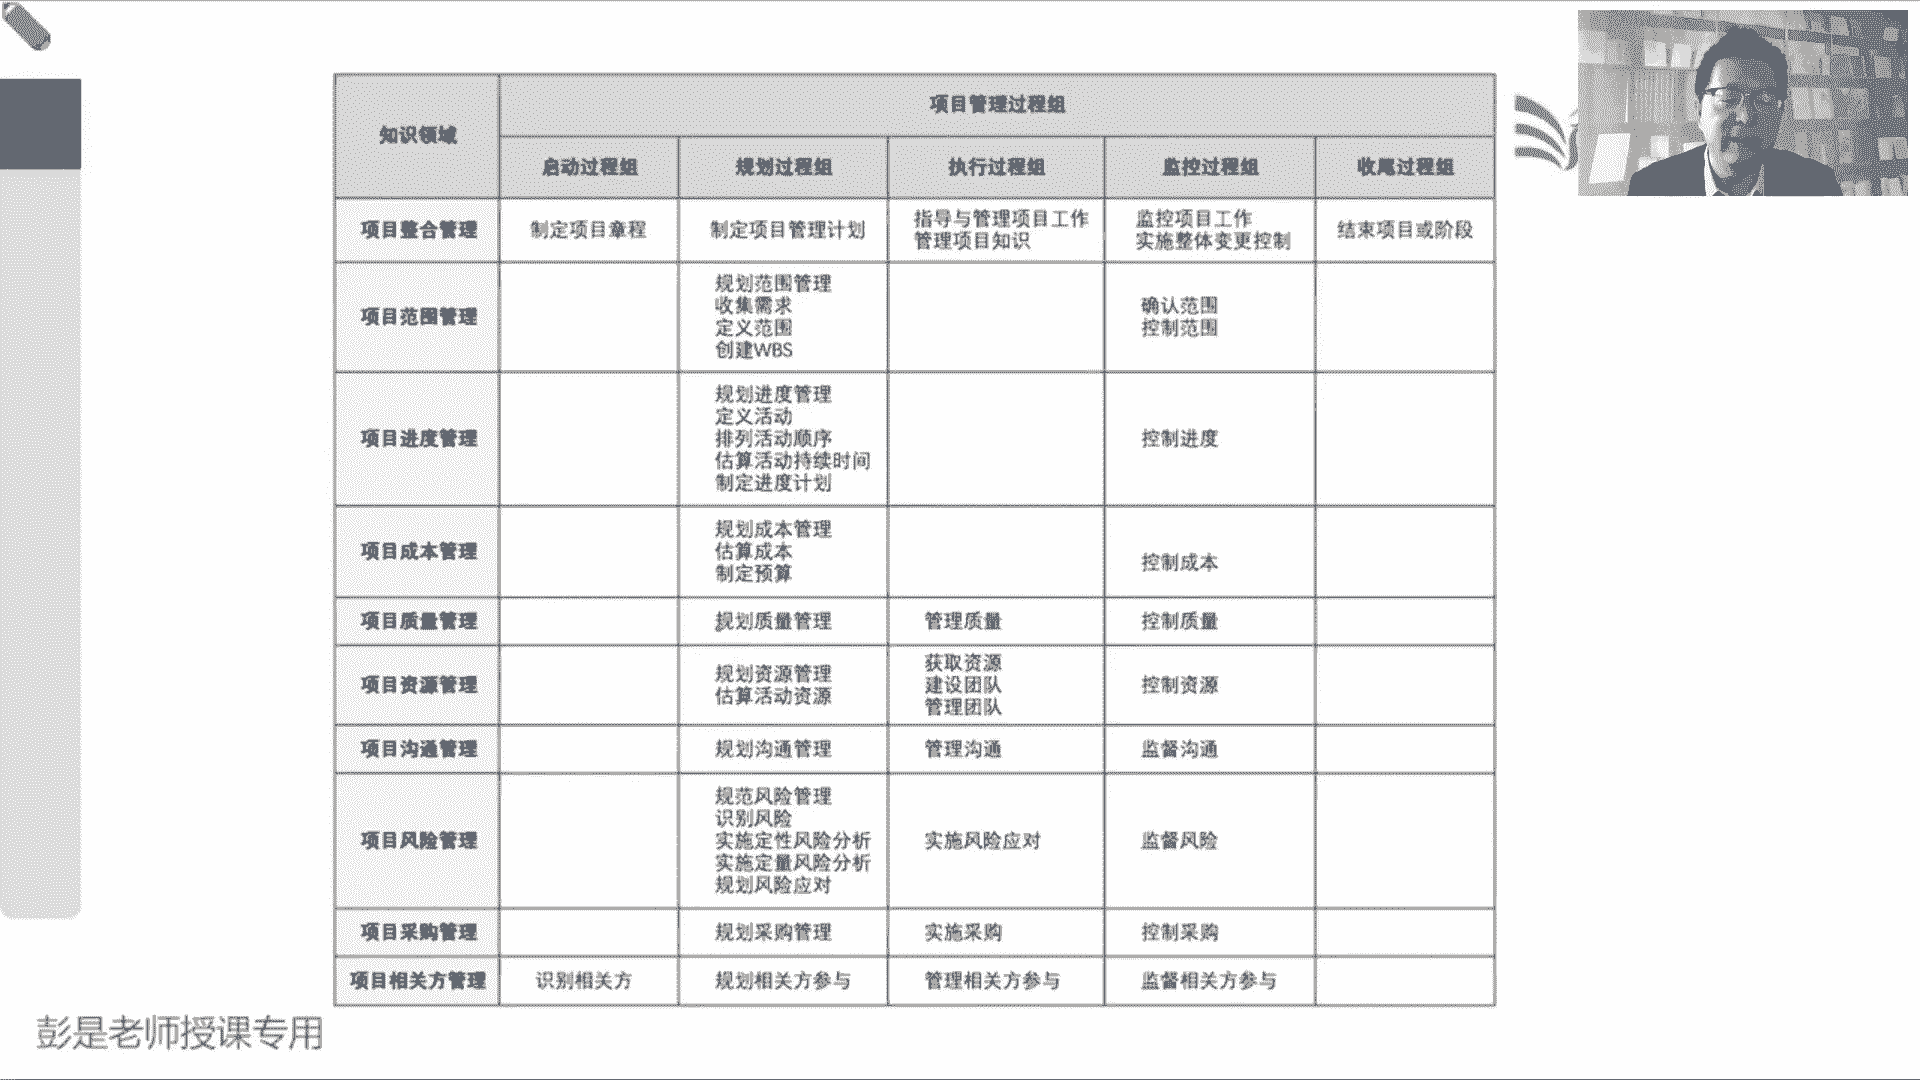 知识领域
项目管理过程组
启动过程组
规划过程组
执行过程组
监控过程组
收尾过程组
项目整合管理
制定项目章程
制定项目管理计划
指导与管理项目工作
管理项目知识
监控项目工作
实施整体变更控制
结束项目或阶段
项目范围管理
规划范围管理
收集需求
定义范围
创建WBS
确认范围
控制范围
项目进度管理
规划进度管理
定义活动
排列活动顺序
估算活动持续时间
制定进度计划
控制进度
项目成本管理
规划成本管理
估算成本
制定预算
控制成本
项目质量管理
规划质量管理
管理质量
控制质量
项目资源管理
规划资源管理
估算活动资源
获取资源
建设团队
管理团队
控制资源
项目沟通管理
规划沟通管理
管理沟通
监督沟通
项目风险管理
规范风险管理
识别风险
实施定性风险分析
实施定量风险分析
规划风险应对
实施风险应对
监督风险
项目采购管理
规划采购管理
实施采购
控制采购
项目相关方管理
识别相关方
规划相关方参与
管理相关方参与
监督相关方参与
彭是老师授课专用